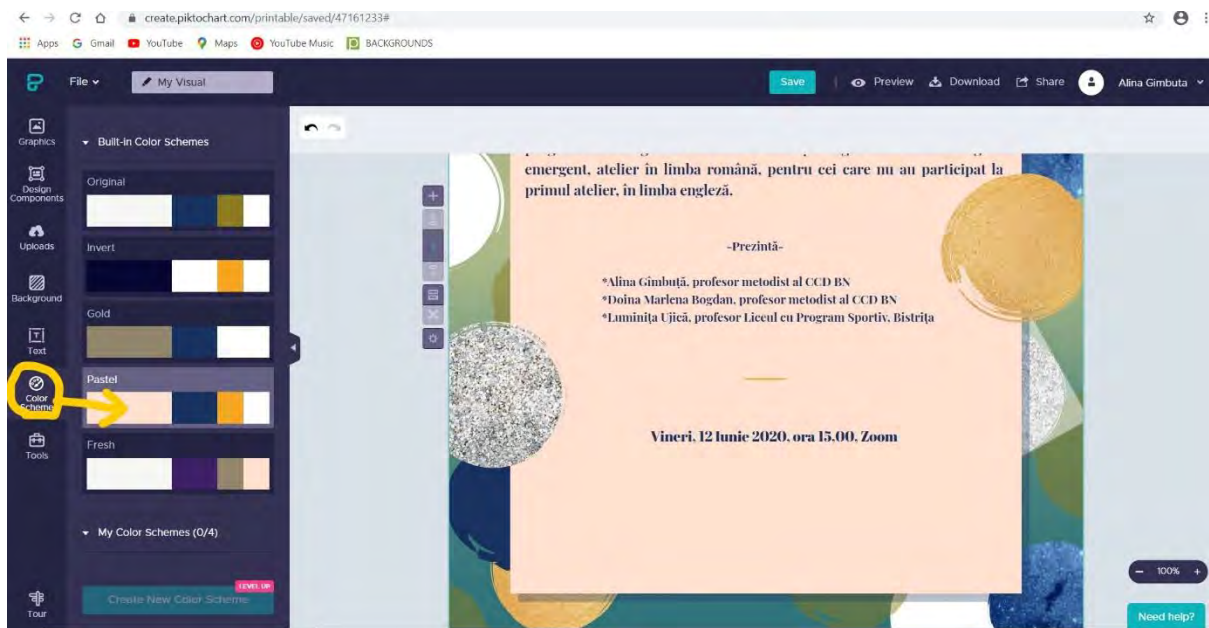 create.piktochart.com/printable/saved/47161233#
Apps
Gmail
YouTube
Maps
YouTube Music
BACKGROUNDS
File
My Visual
Save
Preview
Download
Share
Alina Gimbuta
Graphics
Design
Components
Uploads
Background
Text
Color
Scheme
Tools
Tour
Built-in Color Schemes
Original
Invert
Gold
Pastel
Fresh
My Color Schemes (0/4)
LEVEL UP
Create New Color Scheme
emergent, atelier în limba română, pentru cei care nu au participat la
primul atelier, în limba engleză.
-Prezintă-
*Alina Gîmbuță, profesor metodist al CCD BN
*Doina Marlena Bogdan, profesor metodist al CCD BN
*Luminița Ujică, profesor Liceul cu Program Sportiv, Bistrița
Vineri, 12 Iunie 2020, ora 15.00, Zoom
100%
Need help?